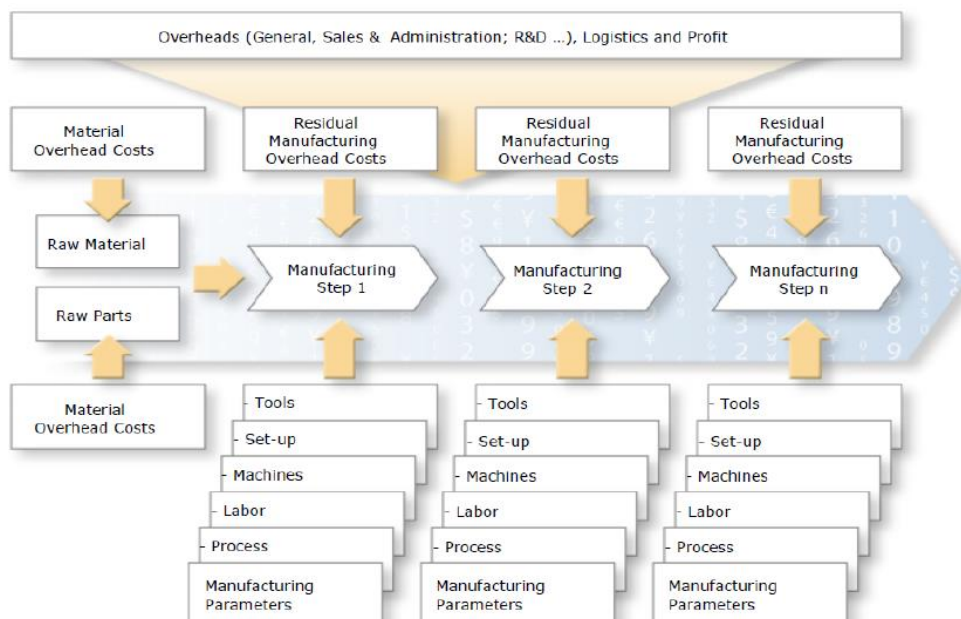 Overheads (General, Sales & Administration; R&D ...), Logistics and Profit
Material
Overhead Costs
Residual
Manufacturing
Overhead Costs
Residual
Manufacturing
Overhead Costs
Residual
Manufacturing
Overhead Costs
Raw Material
Raw Parts
Manufacturing
Step 1
Manufacturing
Step 2
Manufacturing
Step n
Material
Overhead Costs
- Tools
- Set-up
- Machines
- Labor
- Process
Manufacturing
Parameters
- Tools
- Set-up
- Machines
- Labor
- Process
Manufacturing
Parameters
- Tools
- Set-up
- Machines
- Labor
- Process
Manufacturing
Parameters